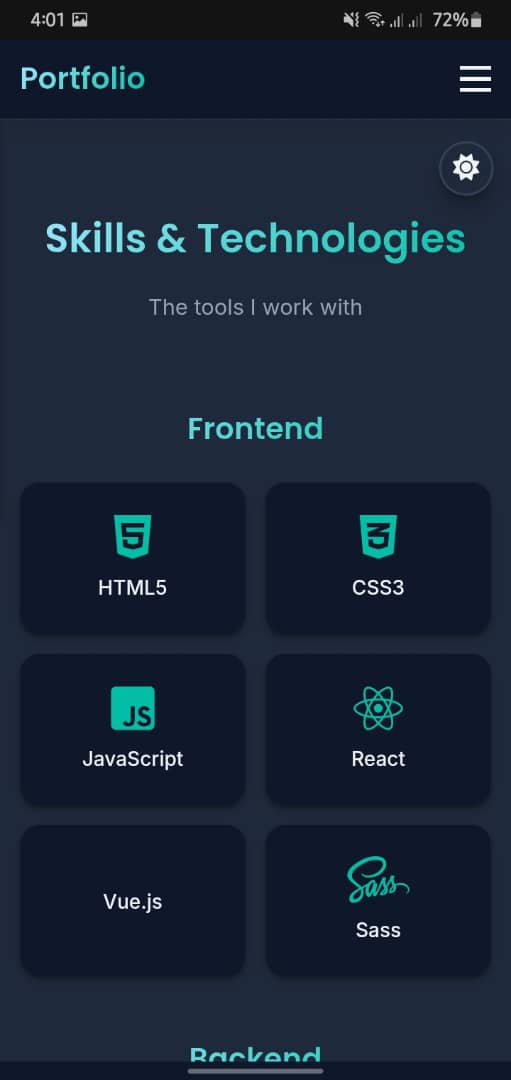 4:01 72%
Portfolio
Skills & Technologies
The tools I work with
Frontend
5 3
HTML5 CSS3
JS
JavaScript React
Sass
Vue.js
Sass
Backend